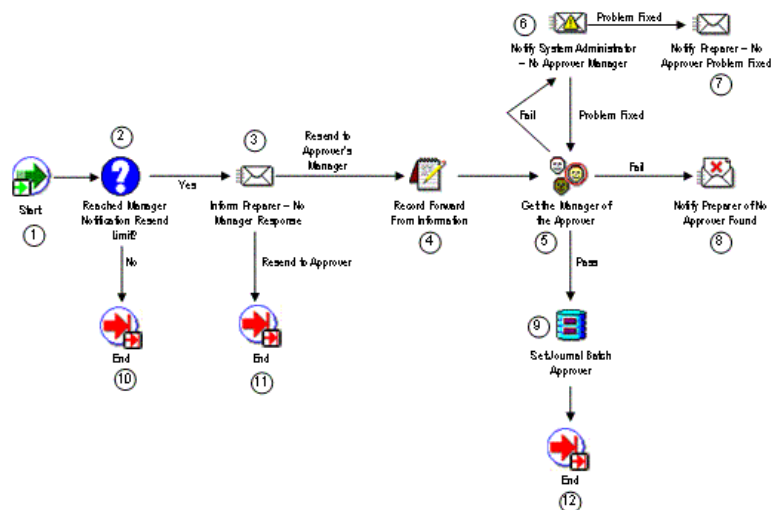 6
Problem Fixed
Notify System Administrator
– No Approver Manager
Notify Preparer – No
Approver Problem Fixed
7
Fail
Problem Fixed
2
3
Resend to
Approver's
Manager
Yes
Fail
Start
1
Reached Manager
Notification Resend
Limit?
Inform Preparer – No
Manager Response
Record Forward
From Information
4
Get the Manager of
the Approver
5
Notify Preparer of No
Approver Found
8
No
Resend to Approver
Pass
9
Set Journal Batch
Approver
End
10
End
11
End
12